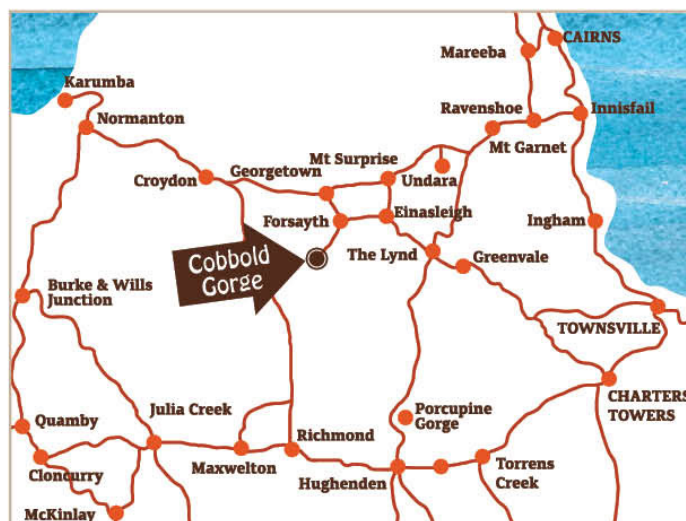 CAIRNS
Mareeba
Karumba
Ravenshoe
Innisfail
Normanton
Mt Garnet
Mt Surprise
Georgetown
Croydon
Undara
Forsayth
Einasleigh
Ingham
The Lynd
Greenvale
Cobbold
Gorge
Burke & Wills
Junction
TOWNSVILLE
CHARTERS
TOWERS
Porcupine
Gorge
Quamby
Julia Creek
Richmond
Maxwelton
Cloncurry
Hughenden
Torrens
Creek
McKinlay